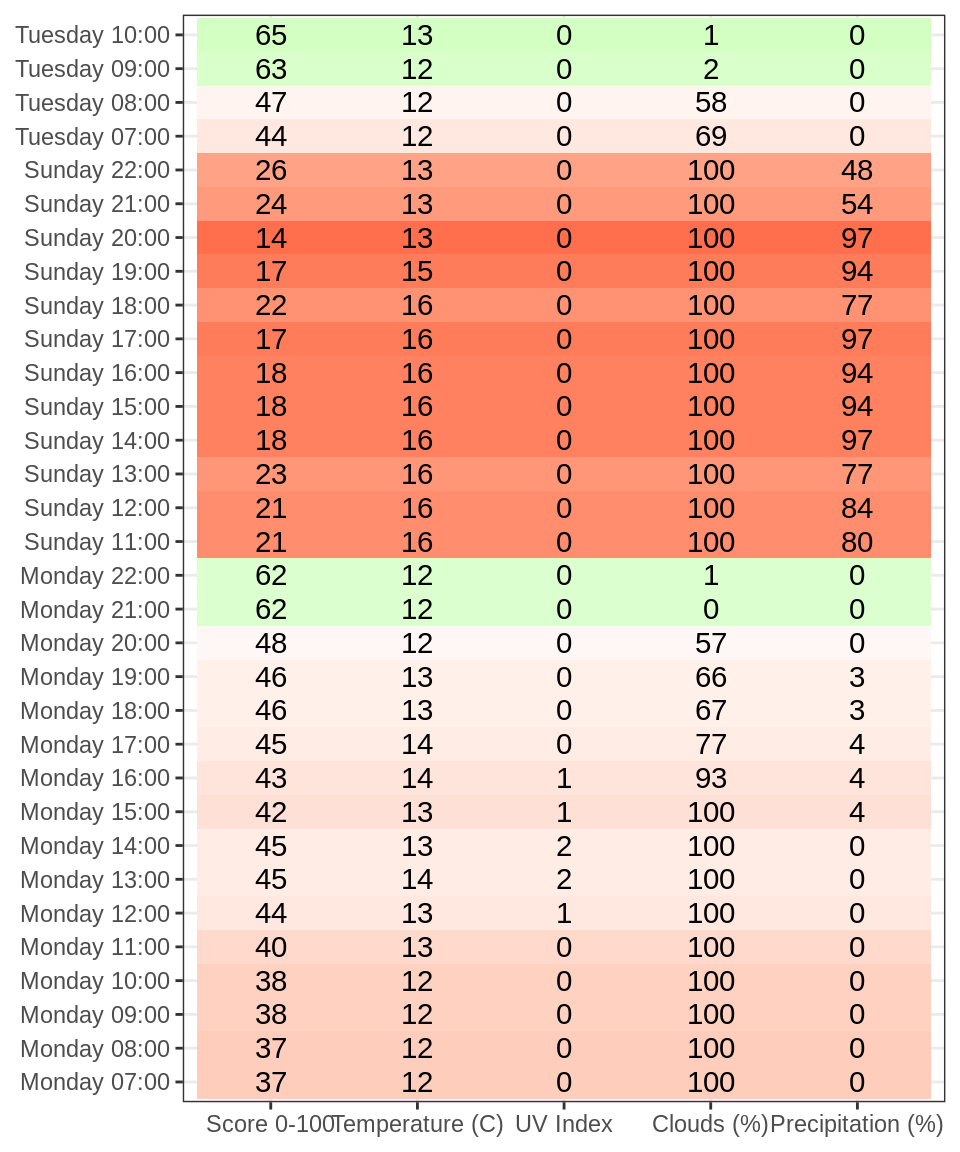 Tuesday 10:00 65 13 0 1 0
Tuesday 09:00 63 12 0 2 0
Tuesday 08:00 47 12 0 58 0
Tuesday 07:00 44 12 0 69 0
Sunday 22:00 26 13 0 100 48
Sunday 21:00 24 13 0 100 54
Sunday 20:00 14 13 0 100 97
Sunday 19:00 17 15 0 100 94
Sunday 18:00 22 16 0 100 77
Sunday 17:00 17 16 0 100 97
Sunday 16:00 18 16 0 100 94
Sunday 15:00 18 16 0 100 94
Sunday 14:00 18 16 0 100 97
Sunday 13:00 23 16 0 100 77
Sunday 12:00 21 16 0 100 84
Sunday 11:00 21 16 0 100 80
Monday 22:00 62 12 0 1 0
Monday 21:00 62 12 0 0 0
Monday 20:00 48 12 0 57 0
Monday 19:00 46 13 0 66 3
Monday 18:00 46 13 0 67 3
Monday 17:00 45 14 0 77 4
Monday 16:00 43 14 1 93 4
Monday 15:00 42 13 1 100 4
Monday 14:00 45 13 2 100 0
Monday 13:00 45 14 2 100 0
Monday 12:00 44 13 1 100 0
Monday 11:00 40 13 0 100 0
Monday 10:00 38 12 0 100 0
Monday 09:00 38 12 0 100 0
Monday 08:00 37 12 0 100 0
Monday 07:00 37 12 0 100 0
Score 0-100 Temperature (C) UV Index Clouds (%) Precipitation (%)